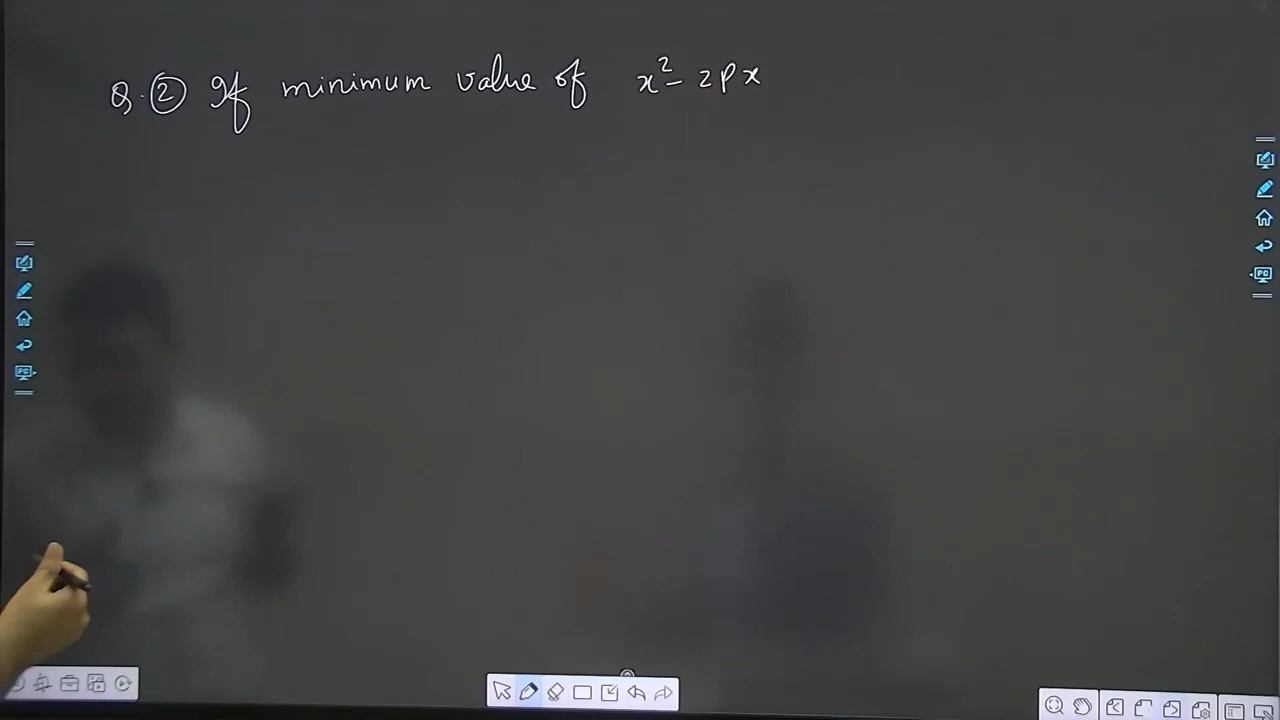 Q. ② If minimum value of x² - 2px